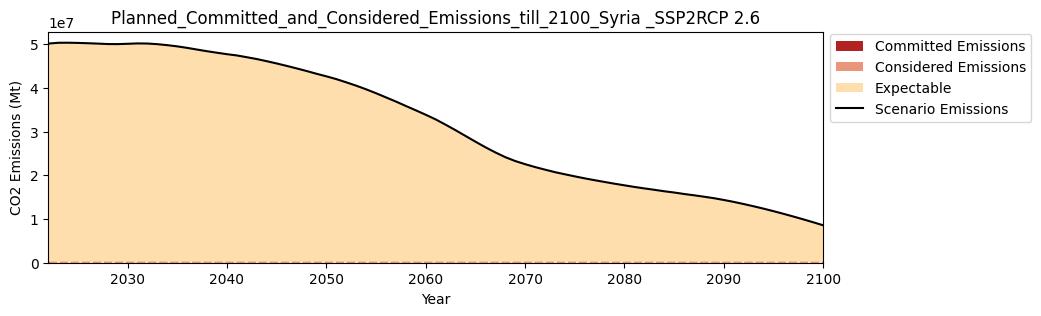 Planned_Committed_and_Considered_Emissions_till_2100_Syria _SSP2RCP 2.6
1e7
5
4
3
2
1
0
CO2 Emissions (Mt)
2030 2040 2050 2060 2070 2080 2090 2100
Year
Committed Emissions
Considered Emissions
Expectable
Scenario Emissions